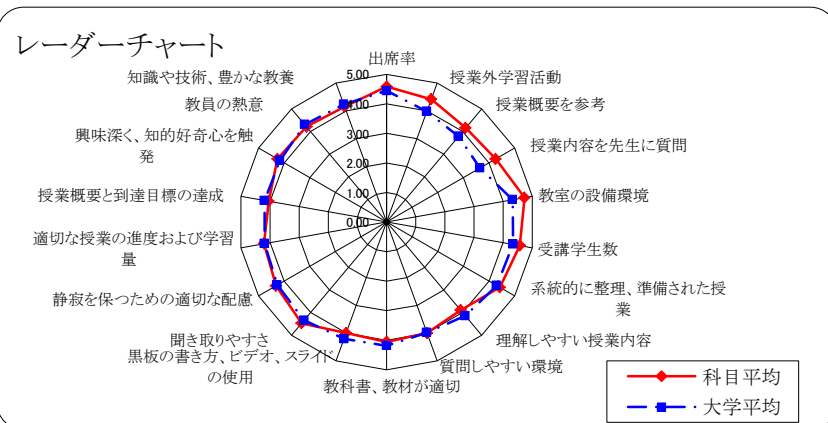 レーダーチャート
出席率
授業外学習活動
授業概要を参考
授業内容を先生に質問
教室の設備環境
受講学生数
系統的に整理、準備された授
業
理解しやすい授業内容
質問しやすい環境
教科書、教材が適切
黒板の書き方、ビデオ、スライド
の使用
聞き取りやすさ
静寂を保つための適切な配慮
適切な授業の進度および学習
量
授業概要と到達目標の達成
興味深く、知的好奇心を触
発
教員の熱意
知識や技術、豊かな教養
5.00
4.00
3.00
2.00
1.00
0.00
科目平均
大学平均